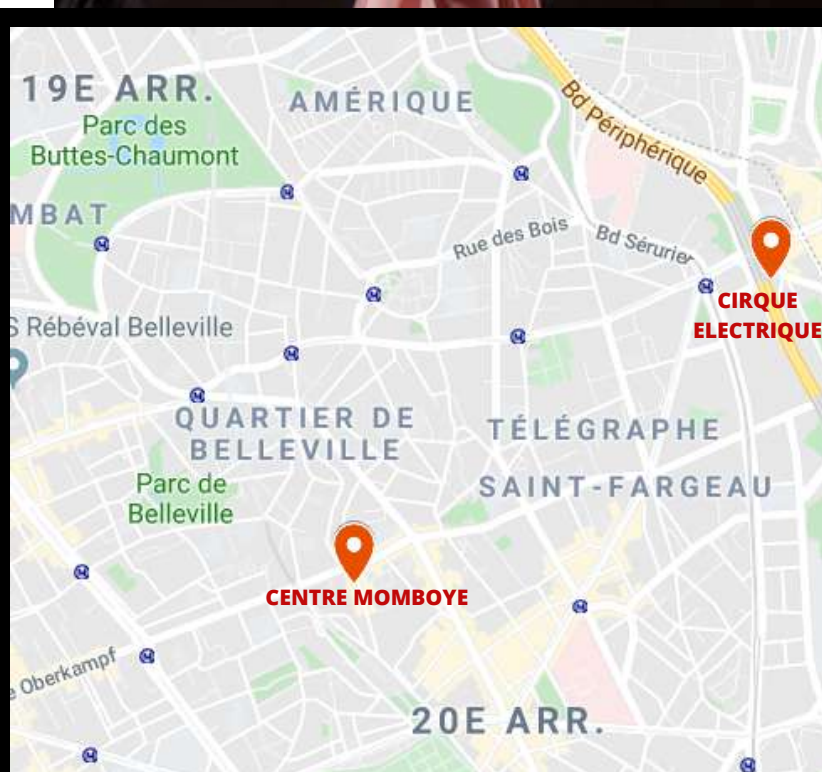 19E ARR.
Parc des
Buttes-Chaumont
AMÉRIQUE
Bd Périphérique
MBAT
Rue des Bois
Bd Sérurier
CIRQUE
ELECTRIQUE
S Rébéval Belleville
QUARTIER DE
BELLEVILLE
TÉLÉGRAPHE
SAINT-FARGEAU
Parc de
Belleville
CENTRE MOMBOYE
e Oberkampf
20E ARR.